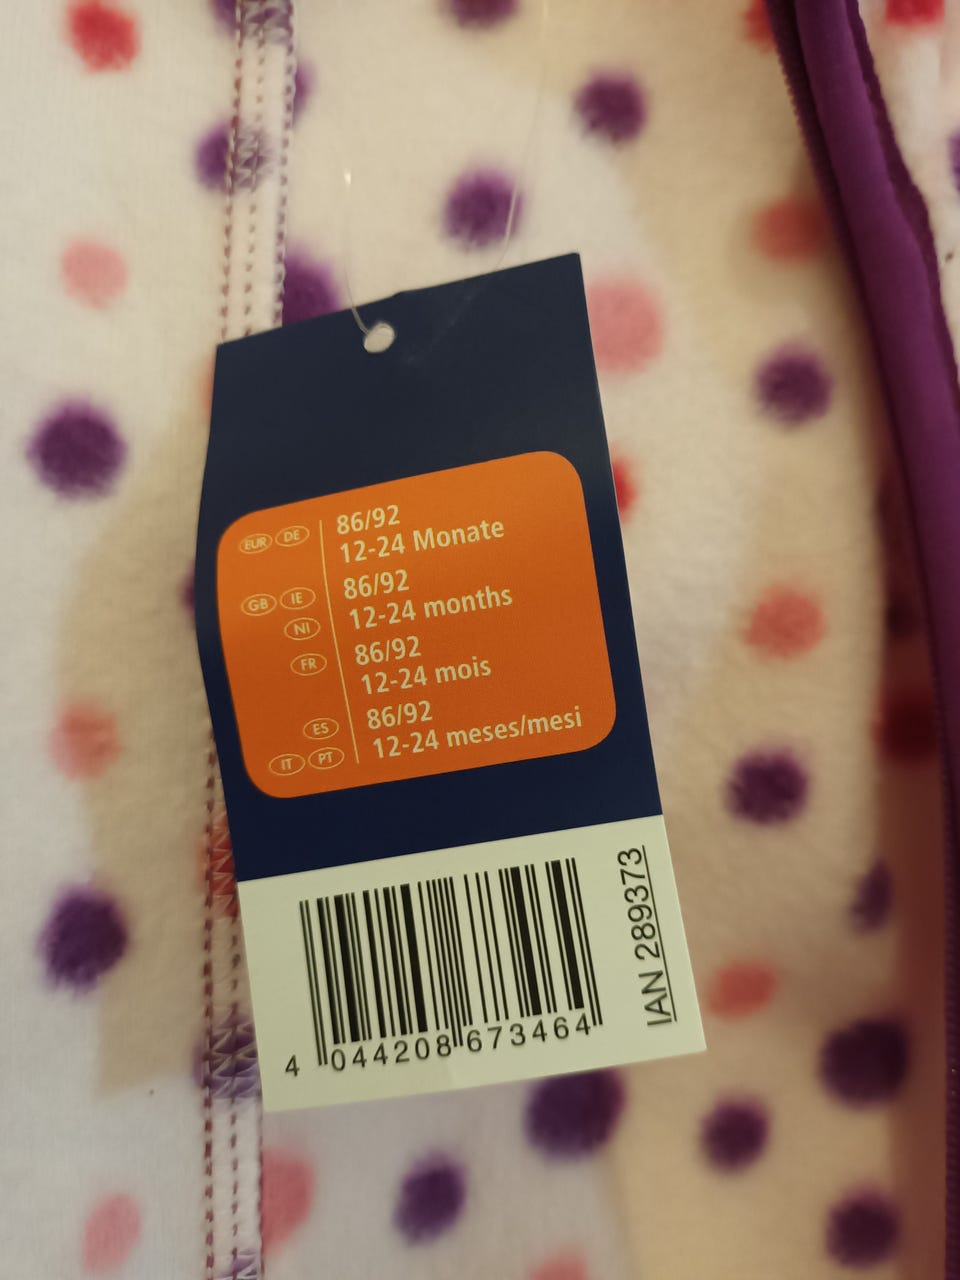 EUR DE 86/92
12-24 Monate
GB IE 86/92
NI 12-24 months
FR 86/92
12-24 mois
ES 86/92
IT PT 12-24 meses/mesi
4 044208 673464
IAN 289373